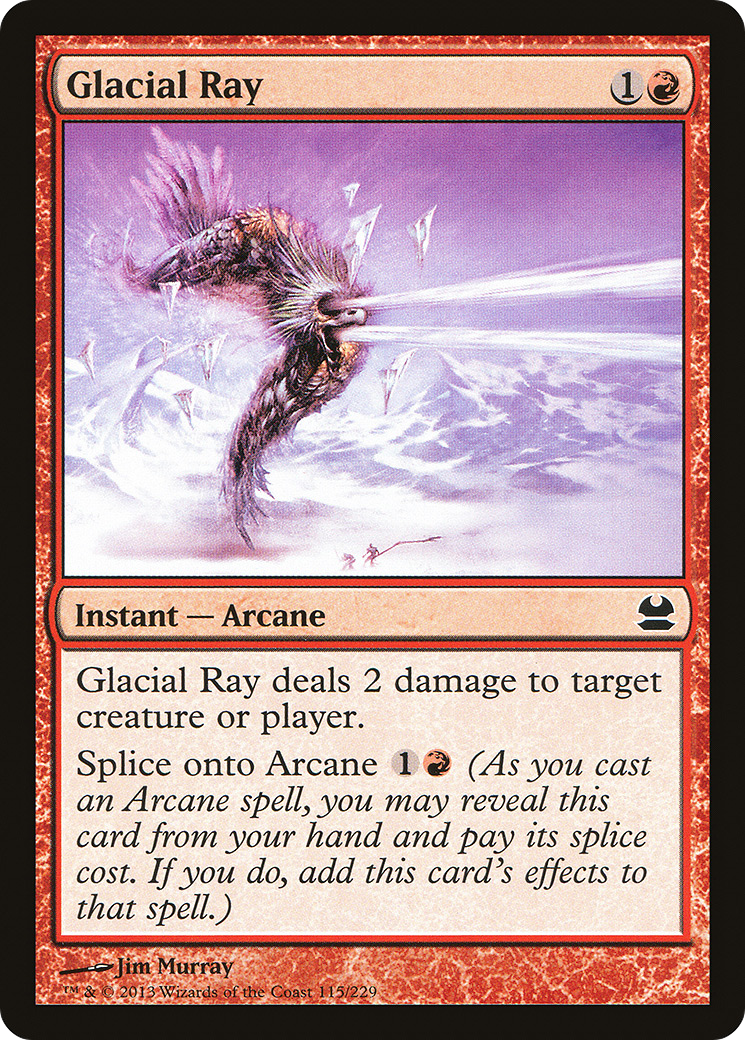 Glacial Ray 1
Instant — Arcane
Glacial Ray deals 2 damage to target
creature or player.
Splice onto Arcane 1 (As you cast
an Arcane spell, you may reveal this
card from your hand and pay its splice
cost. If you do, add this card's effects to
that spell.)
Jim Murray
™ & © 2013 Wizards of the Coast 115/229